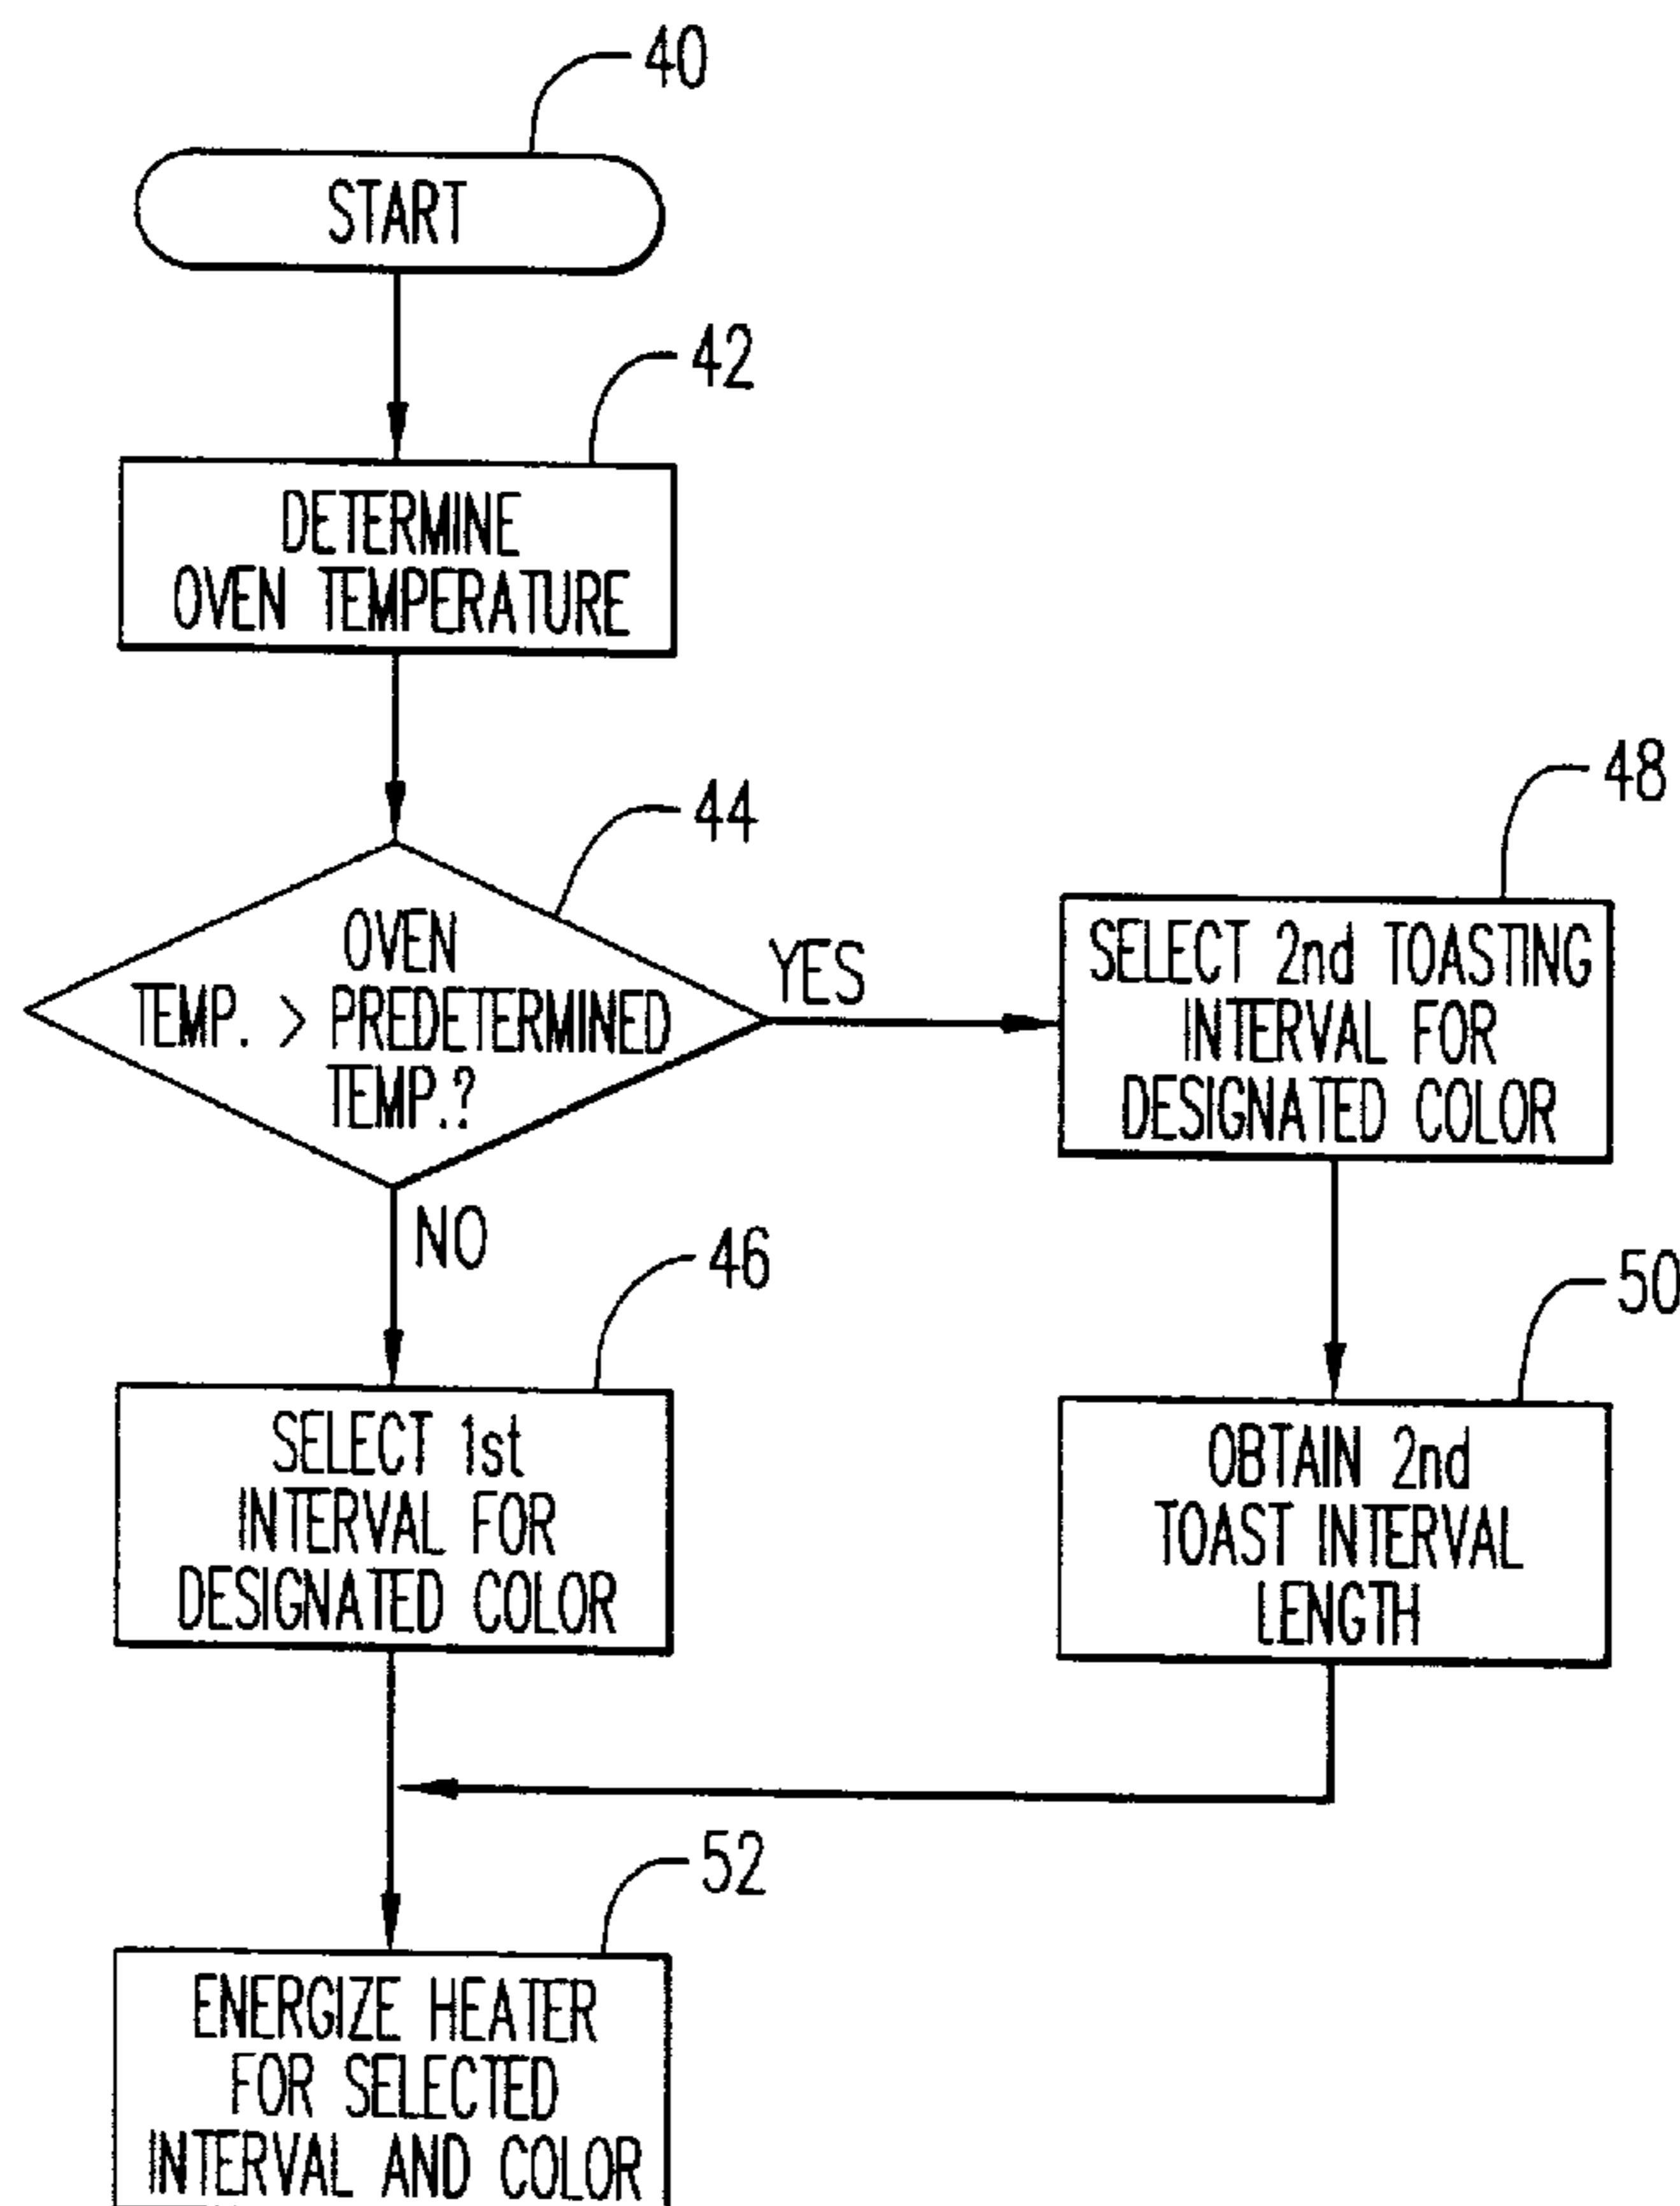 40
START
42
DETERMINE
OVEN TEMPERATURE
44
OVEN
TEMP. > PREDETERMINED
TEMP.?
YES
48
SELECT 2nd TOASTING
INTERVAL FOR
DESIGNATED COLOR
NO
46
SELECT 1st
INTERVAL FOR
DESIGNATED COLOR
50
OBTAIN 2nd
TOAST INTERVAL
LENGTH
52
ENERGIZE HEATER
FOR SELECTED
INTERVAL AND COLOR